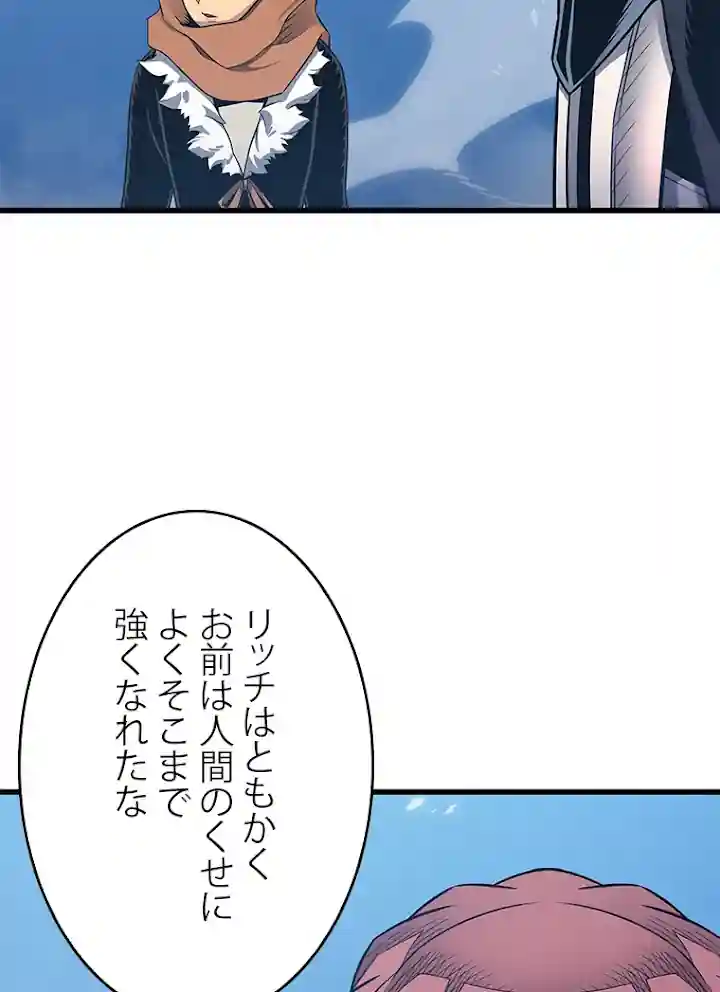 リッチはともかく
お前は人間のくせに
よくそこまで
強くなれたな